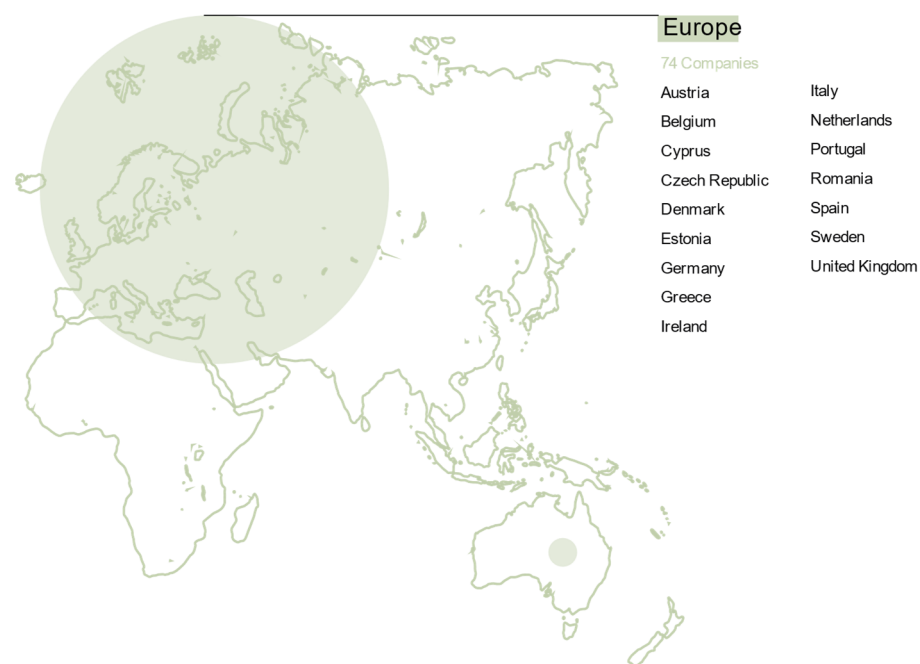 Europe
74 Companies
Austria
Belgium
Cyprus
Czech Republic
Denmark
Estonia
Germany
Greece
Ireland
Italy
Netherlands
Portugal
Romania
Spain
Sweden
United Kingdom